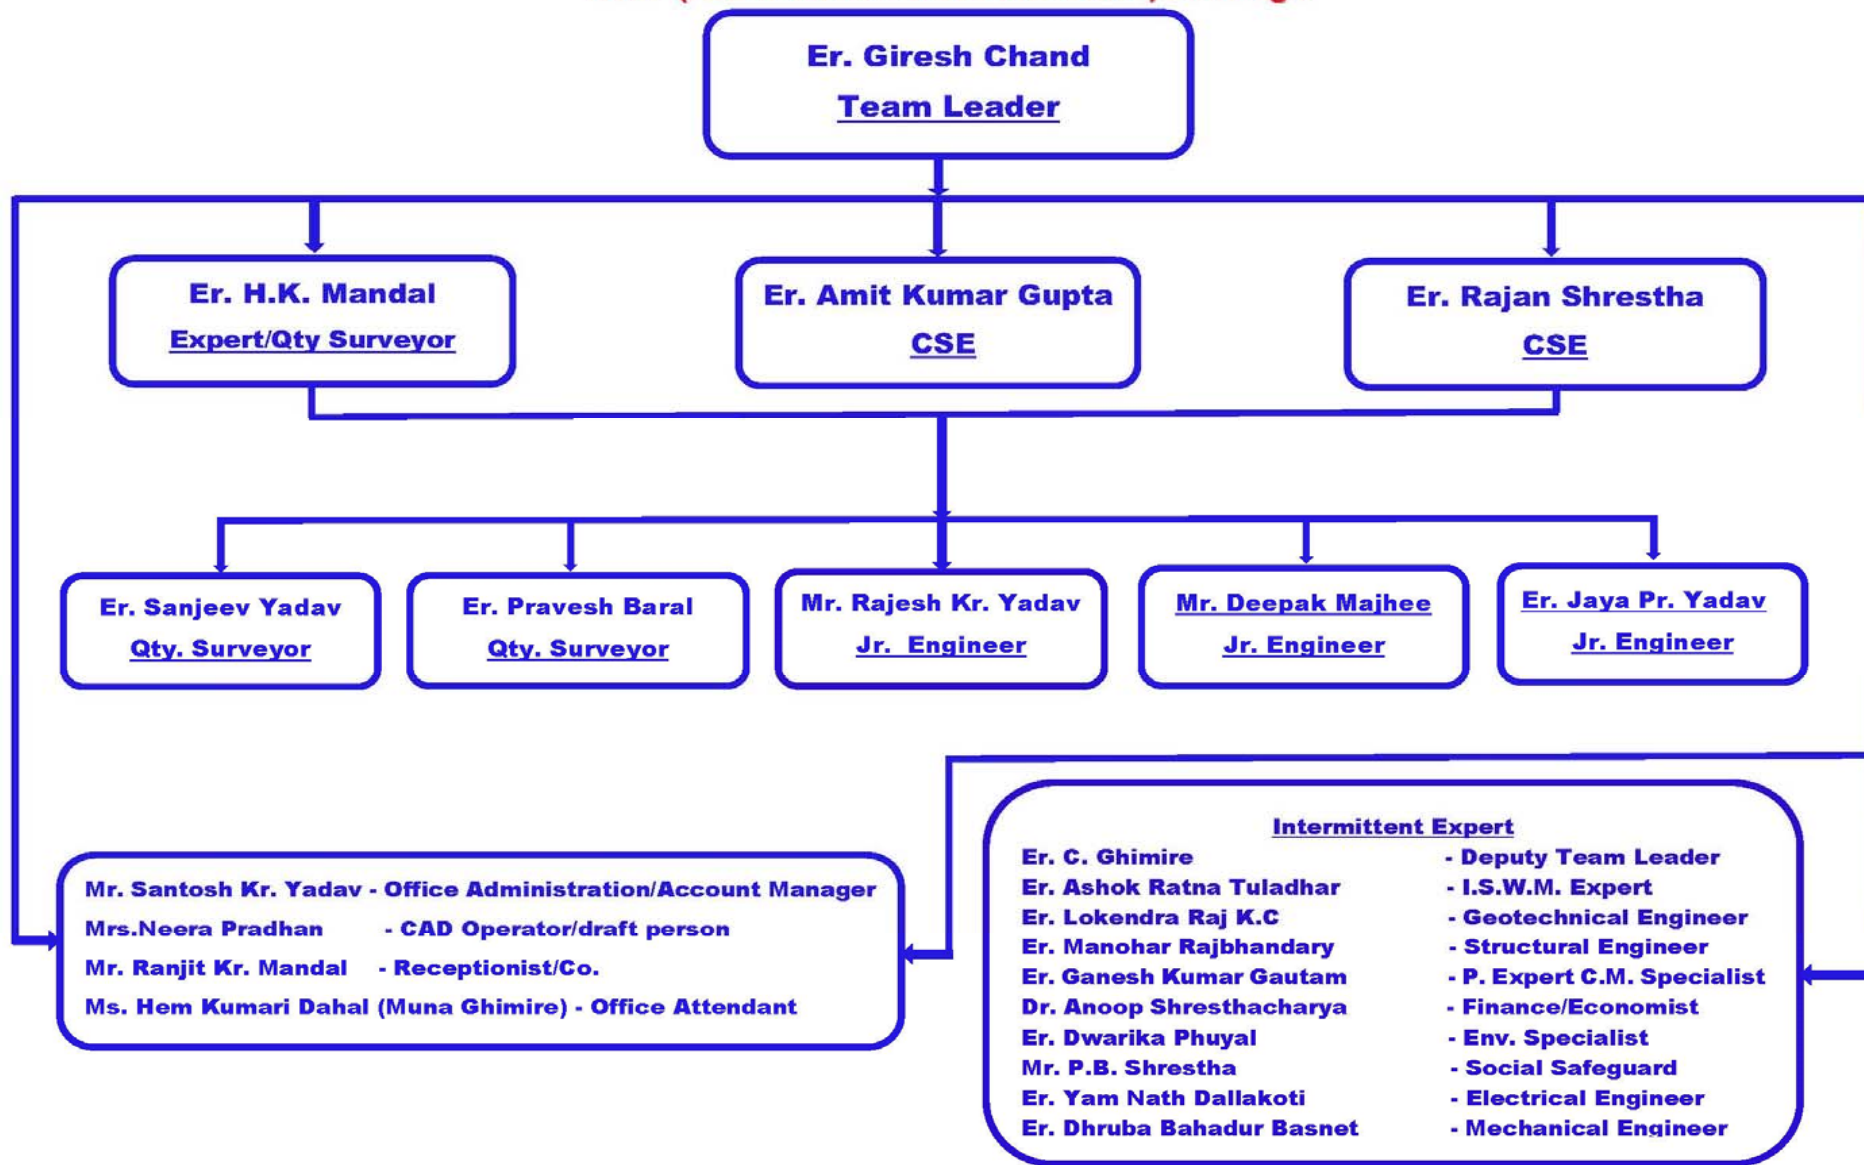 Er. Giresh Chand
Team Leader
Er. H.K. Mandal
Expert/Qty Surveyor
Er. Amit Kumar Gupta
CSE
Er. Rajan Shrestha
CSE
Er. Sanjeev Yadav
Qty. Surveyor
Er. Pravesh Baral
Qty. Surveyor
Mr. Rajesh Kr. Yadav
Jr. Engineer
Mr. Deepak Majhee
Jr. Engineer
Er. Jaya Pr. Yadav
Jr. Engineer
Mr. Santosh Kr. Yadav - Office Administration/Account Manager
Mrs.Neera Pradhan - CAD Operator/draft person
Mr. Ranjit Kr. Mandal - Receptionist/Co.
Ms. Hem Kumari Dahal (Muna Ghimire) - Office Attendant
Intermittent Expert
Er. C. Ghimire - Deputy Team Leader
Er. Ashok Ratna Tuladhar - I.S.W.M. Expert
Er. Lokendra Raj K.C - Geotechnical Engineer
Er. Manohar Rajbhandary - Structural Engineer
Er. Ganesh Kumar Gautam - P. Expert C.M. Specialist
Dr. Anoop Shresthacharya - Finance/Economist
Er. Dwarika Phuyal - Env. Specialist
Mr. P.B. Shrestha - Social Safeguard
Er. Yam Nath Dallakoti - Electrical Engineer
Er. Dhruba Bahadur Basnet - Mechanical Engineer